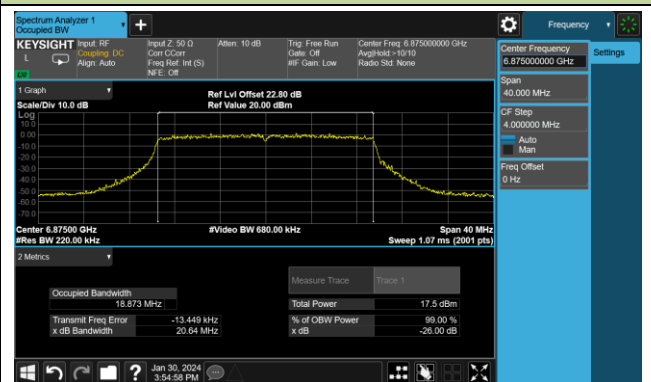 Spectrum Analyzer 1
Occupied BW
Frequency
KEYSIGHT
L
Input: RF
Coupling: DC
Align: Auto
Input Z: 50 Ω
Corr CCorr
Freq Ref: Int (S)
NFE: Off
Atten: 10 dB
Trig: Free Run
Gate: Off
#IF Gain: Low
Center Freq: 6.875000000 GHz
Avg|Hold:>10/10
Radio Std: None
Center Frequency
6.875000000 GHz
Settings
Span
40.000 MHz
CF Step
4.000000 MHz
Auto
Man
Freq Offset
0 Hz
1 Graph
Scale/Div 10.0 dB
Ref Lvl Offset 22.80 dB
Ref Value 20.00 dBm
Log
10.0
0.00
-10.0
-20.0
-30.0
-40.0
-50.0
-60.0
-70.0
Center 6.87500 GHz
#Video BW 680.00 kHz
Span 40 MHz
#Res BW 220.00 kHz
Sweep 1.07 ms (2001 pts)
2 Metrics
Measure Trace
Trace 1
Occupied Bandwidth
18.873 MHz
Total Power
17.5 dBm
Transmit Freq Error
-13.449 kHz
% of OBW Power
99.00 %
x dB Bandwidth
20.64 MHz
x dB
-26.00 dB
?
Jan 30, 2024
3:54:58 PM